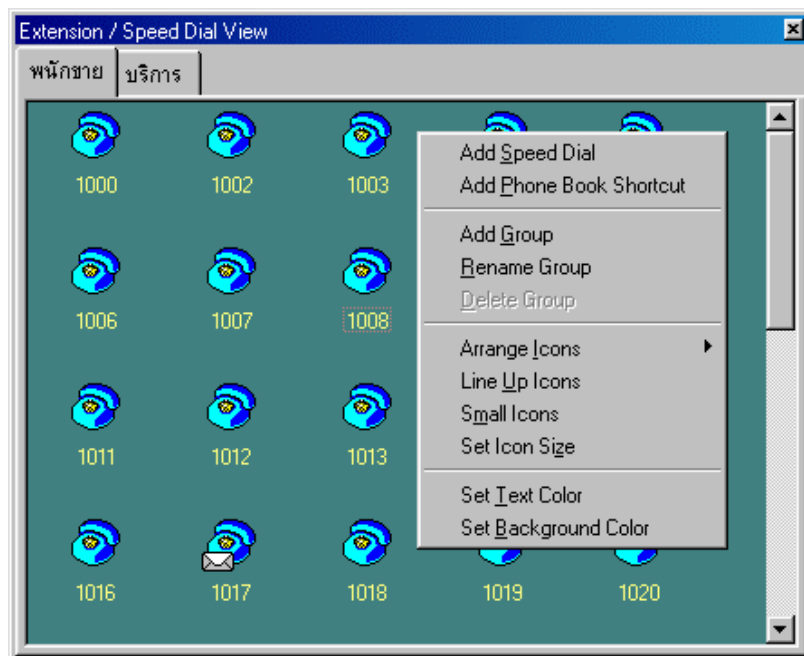 Extension / Speed Dial View
พนักขาย บริการ
1000 1002 1003
1006 1007 1008
1011 1012 1013
1016 1017 1018 1019 1020
Add Speed Dial
Add Phone Book Shortcut
Add Group
Rename Group
Delete Group
Arrange Icons
Line Up Icons
Small Icons
Set Icon Size
Set Text Color
Set Background Color